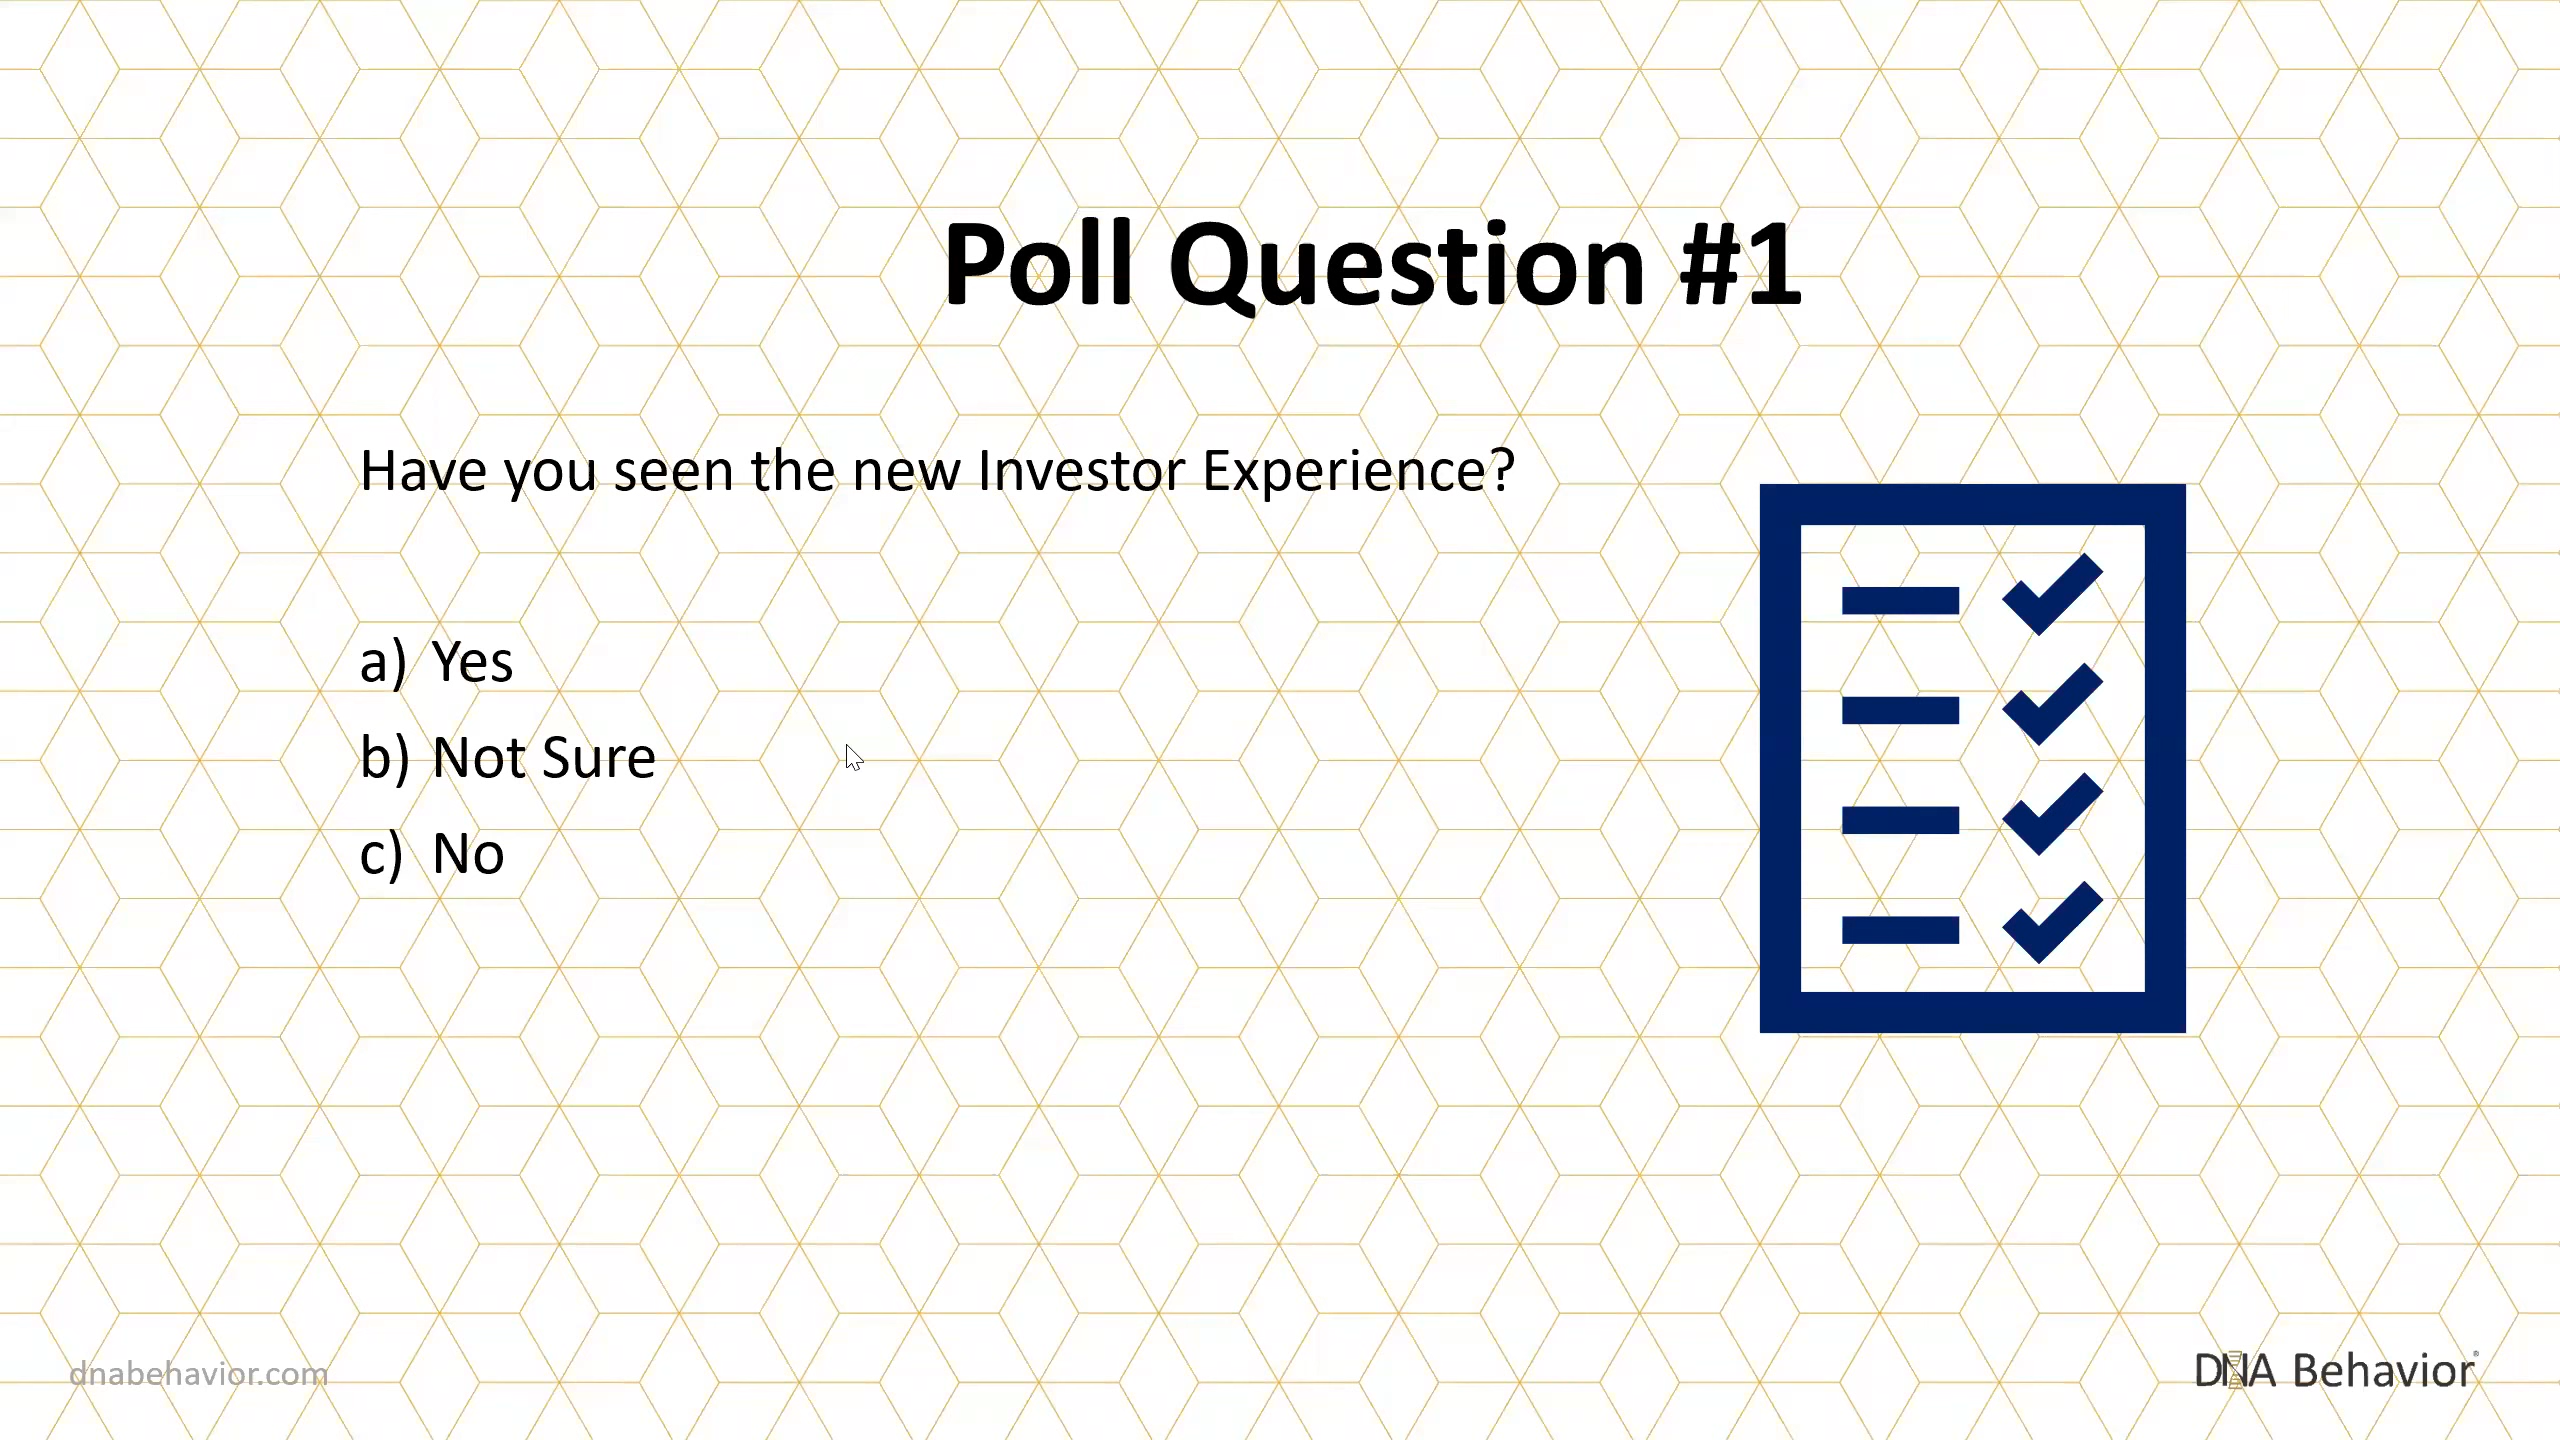 Poll Question #1
Have you seen the new Investor Experience?
a) Yes
b) Not Sure
c) No
dnabehavior.com
DNA Behavior®